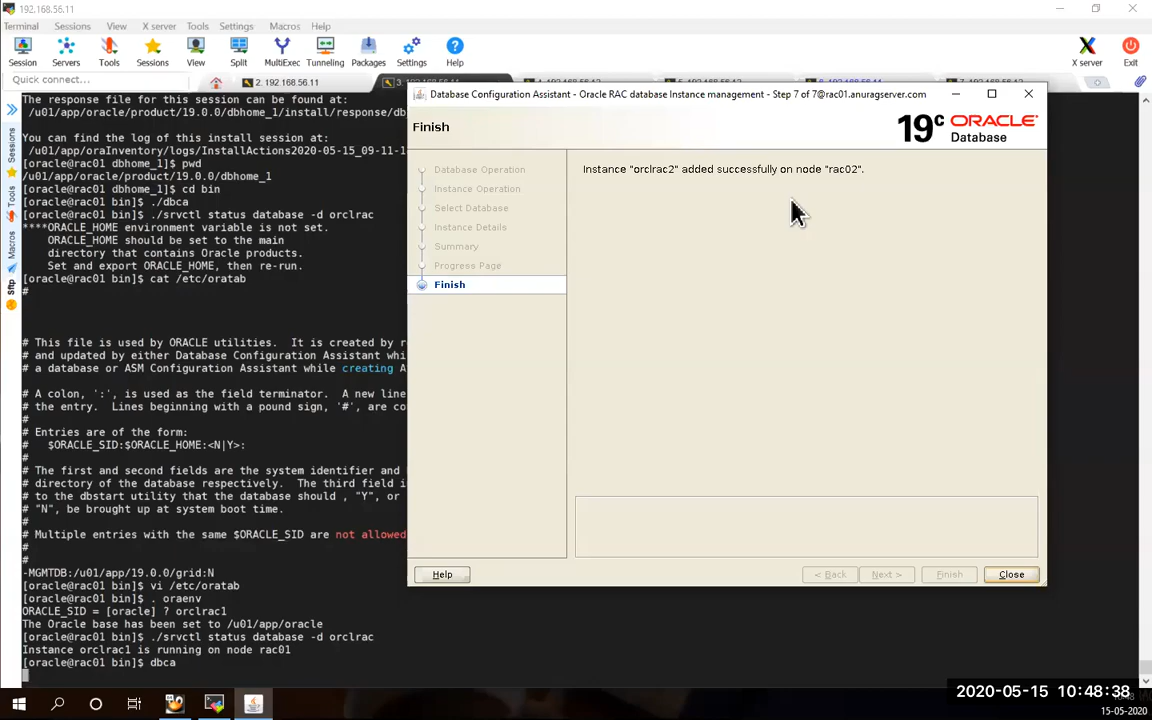 192.168.56.11
Terminal Sessions View X server Tools Settings Macros Help
Session Servers Tools Sessions View Split MultiExec Tunneling Packages Settings Help X server Exit
Quick connect...
2. 192.168.56.11
Sessions
Tools
Macros
Sftp
The response file for this session can be found at:
/u01/app/oracle/product/19.0.0/dbhome_1/install/response/db
You can find the log of this install session at:
/u01/app/oraInventory/logs/InstallActions2020-05-15_09-11-1
[oracle@rac01 dbhome_1]$ pwd
/u01/app/oracle/product/19.0.0/dbhome_1
[oracle@rac01 dbhome_1]$ cd bin
[oracle@rac01 bin]$ ./dbca
[oracle@rac01 bin]$ ./srvctl status database -d orclrac
****ORACLE_HOME environment variable is not set.
ORACLE_HOME should be set to the main
directory that contains Oracle products.
Set and export ORACLE_HOME, then re-run.
[oracle@rac01 bin]$ cat /etc/oratab
#
# This file is used by ORACLE utilities. It is created by r
# and updated by either Database Configuration Assistant whi
# a database or ASM Configuration Assistant while creating A
# A colon, ':', is used as the field terminator. A new line
# the entry. Lines beginning with a pound sign, '#', are co
#
# Entries are of the form:
# $ORACLE_SID:$ORACLE_HOME:<N|Y>:
#
# The first and second fields are the system identifier and
# directory of the database respectively. The third field i
# to the dbstart utility that the database should , "Y", or
# "N", be brought up at system boot time.
#
# Multiple entries with the same $ORACLE_SID are not allowed
#
#
-MGMTDB:/u01/app/19.0.0/grid:N
[oracle@rac01 bin]$ vi /etc/oratab
[oracle@rac01 bin]$ . oraenv
ORACLE_SID = [oracle] ? orclrac1
The Oracle base has been set to /u01/app/oracle
[oracle@rac01 bin]$ ./srvctl status database -d orclrac
Instance orclrac1 is running on node rac01
[oracle@rac01 bin]$ dbca
Database Configuration Assistant - Oracle RAC database Instance management - Step 7 of 7@rac01.anuragserver.com
Finish
19c ORACLE
Database
Database Operation
Instance Operation
Select Database
Instance Details
Summary
Progress Page
Finish
Instance "orclrac2" added successfully on node "rac02".
Help < Back Next > Finish Close
2020-05-15 10:48:38
15-05-2020